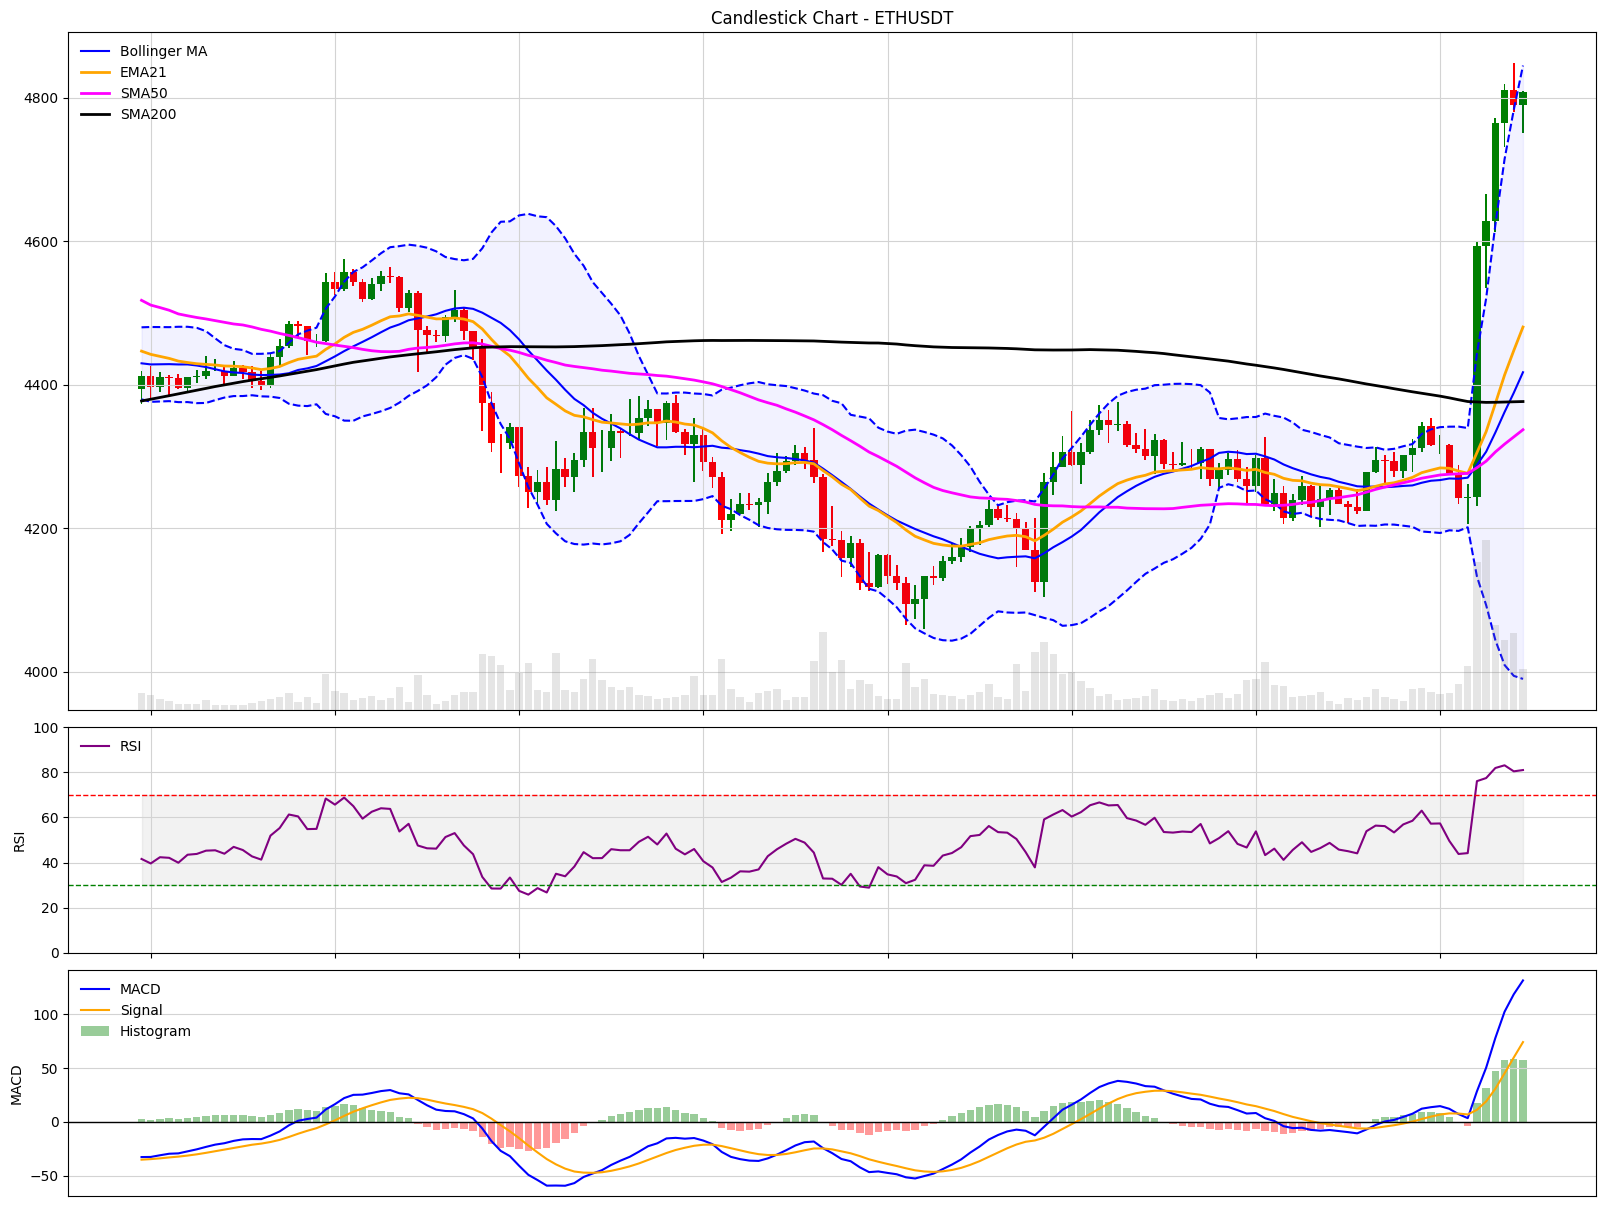 Candlestick Chart - ETHUSDT
Bollinger MA
EMA21
SMA50
SMA200
4800
4600
4400
4200
4000
RSI
100
80
60
40
20
0
RSI
MACD
Signal
Histogram
100
50
0
−50
MACD